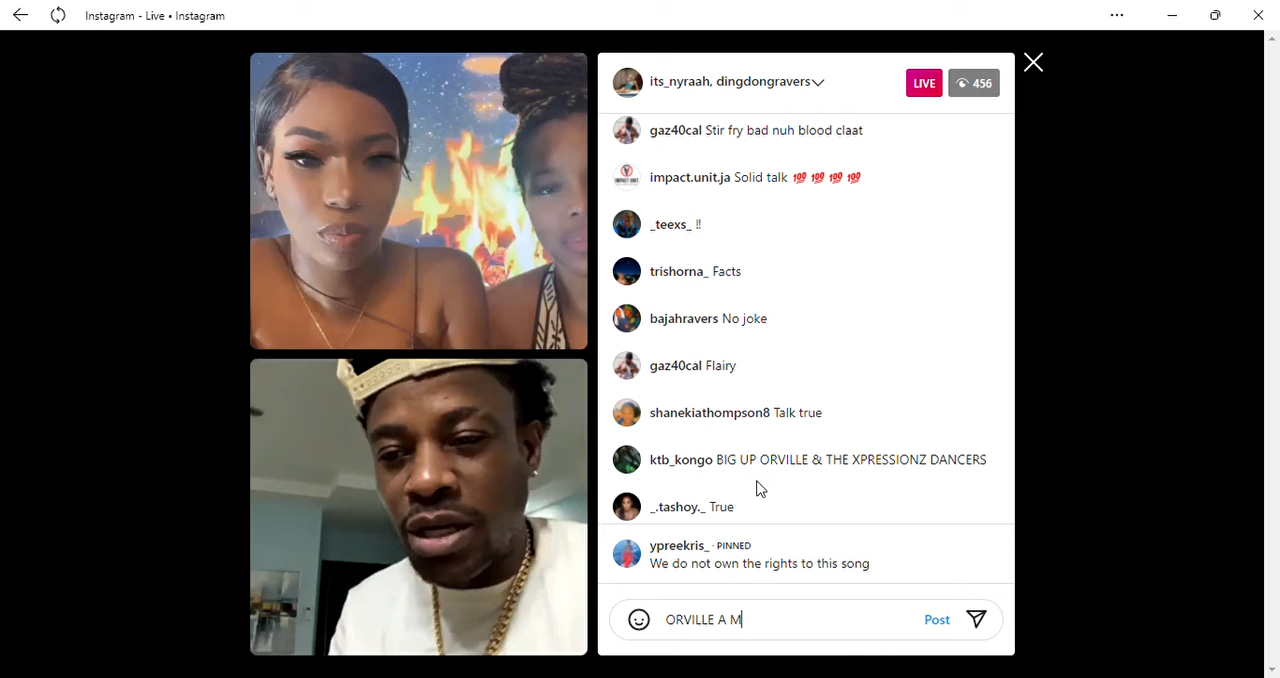 Instagram - Live • Instagram
its_nyraah, dingdongravers
LIVE
456
gaz40cal Stir fry bad nuh blood claat
impact.unit.ja Solid talk 💯 💯 💯 💯
_teexs_ ‼
trishorna_ Facts
bajahravers No joke
gaz40cal Flairy
shanekiathompson8 Talk true
ktb_kongo BIG UP ORVILLE & THE XPRESSIONZ DANCERS
_.tashoy._ True
ypreekris_ · PINNED
We do not own the rights to this song
ORVILLE A M
Post